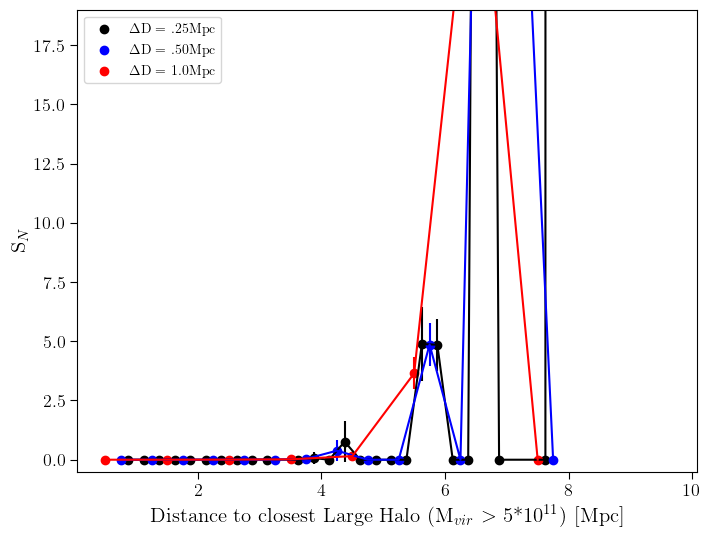 ΔD = .25Mpc
ΔD = .50Mpc
ΔD = 1.0Mpc
17.5
15.0
12.5
10.0
7.5
5.0
2.5
0.0
S_N
2 4 6 8 10
Distance to closest Large Halo (M_vir > 5*10^11) [Mpc]